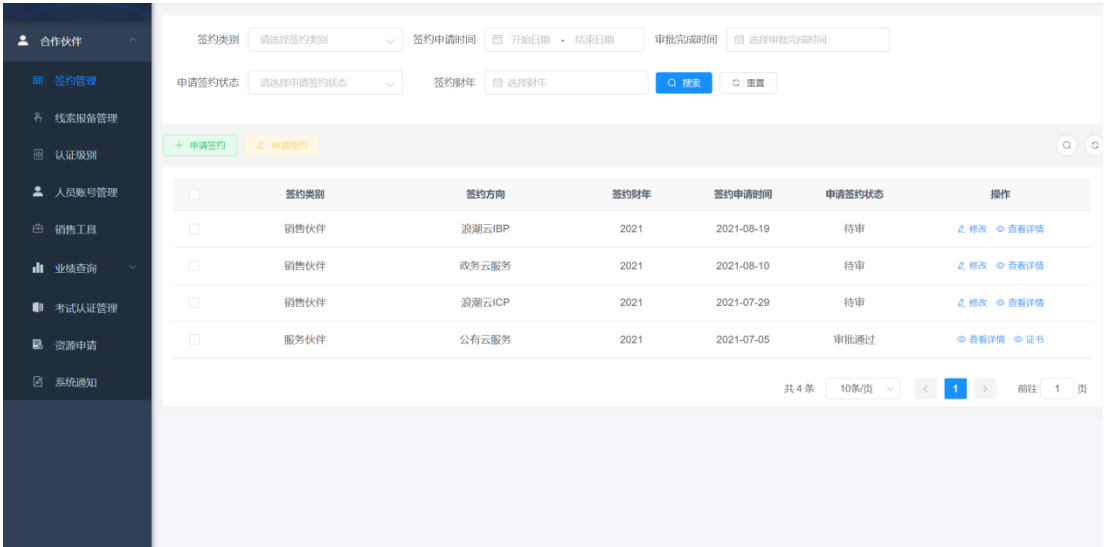 合作伙伴
签约管理
线索报备管理
认证级别
人员账号管理
销售工具
业绩查询
考试认证管理
资源申请
系统通知
签约类别 请选择签约类别 签约申请时间 开始日期 - 结束日期 审批完成时间 选择审批完成时间
申请签约状态 请选择申请签约状态 签约财年 选择财年 搜索 重置
+ 申请签约 申请续约
签约类别 签约方向 签约财年 签约申请时间 申请签约状态 操作
销售伙伴 浪潮云IBP 2021 2021-08-19 待审 修改 查看详情
销售伙伴 政务云服务 2021 2021-08-10 待审 修改 查看详情
销售伙伴 浪潮云ICP 2021 2021-07-29 待审 修改 查看详情
服务伙伴 公有云服务 2021 2021-07-05 审批通过 查看详情 证书
共 4 条 10条/页 < 1 > 前往 1 页